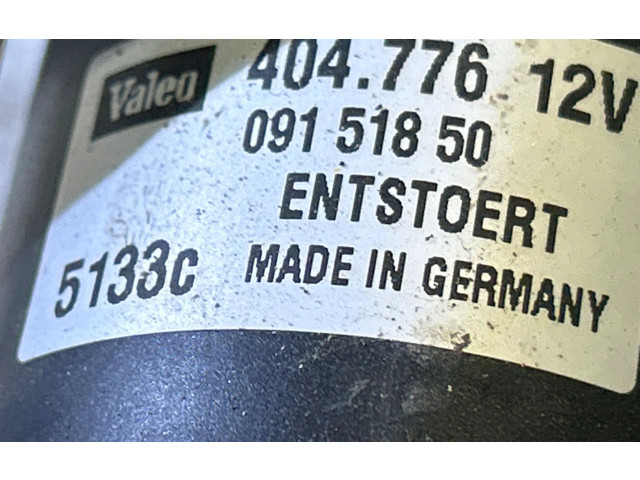 Valeo
404.776 12V
091 518 50
ENTSTOERT
5133c MADE IN GERMANY